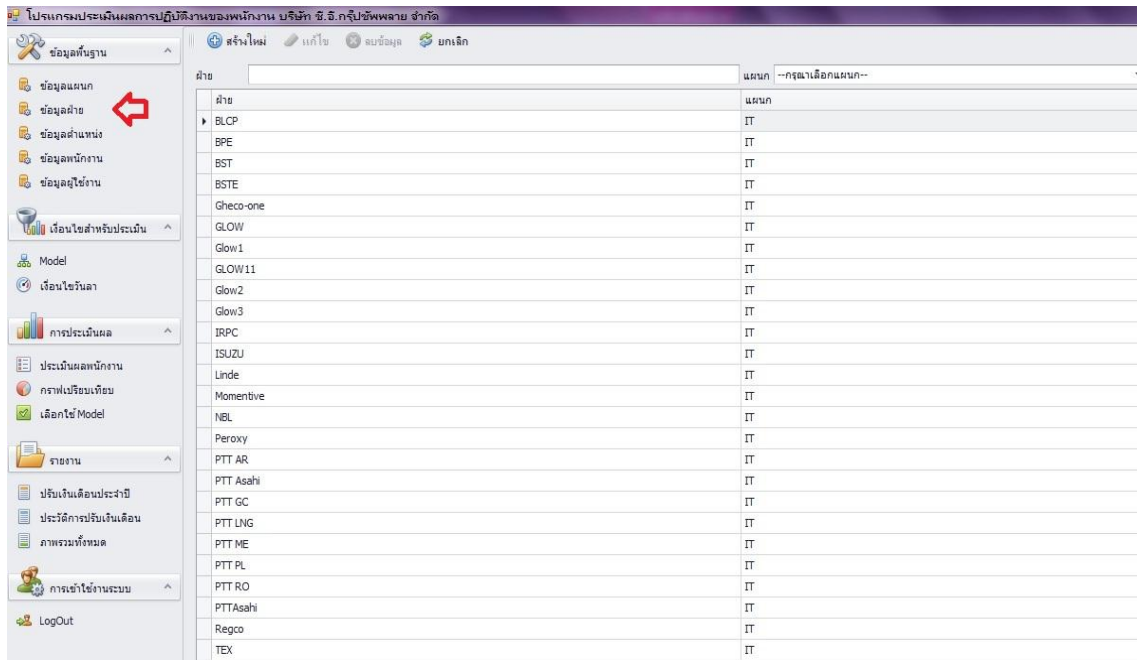 โปรแกรมประเมินผลการปฏิบัติงานของพนักงาน บริษัท ซี.อี.กรุ๊ปซัพพลาย จำกัด
ข้อมูลพื้นฐาน
ข้อมูลแผนก
ข้อมูลฝ่าย
ข้อมูลตำแหน่ง
ข้อมูลพนักงาน
ข้อมูลผู้ใช้งาน
เงื่อนไขสำหรับประเมิน
Model
เงื่อนไขวันลา
การประเมินผล
ประเมินผลพนักงาน
กราฟเปรียบเทียบ
เลือกใช้ Model
รายงาน
ปรับเงินเดือนประจำปี
ประวัติการปรับเงินเดือน
ภาพรวมทั้งหมด
การเข้าใช้งานระบบ
LogOut
สร้างใหม่ แก้ไข ลบข้อมูล ยกเลิก
ฝ่าย แผนก --กรุณาเลือกแผนก--
ฝ่าย แผนก
BLCP IT
BPE IT
BST IT
BSTE IT
Gheco-one IT
GLOW IT
Glow1 IT
GLOW11 IT
Glow2 IT
Glow3 IT
IRPC IT
ISUZU IT
Linde IT
Momentive IT
NBL IT
Peroxy IT
PTT AR IT
PTT Asahi IT
PTT GC IT
PTT LNG IT
PTT ME IT
PTT PL IT
PTT RO IT
PTTAsahi IT
Regco IT
TEX IT